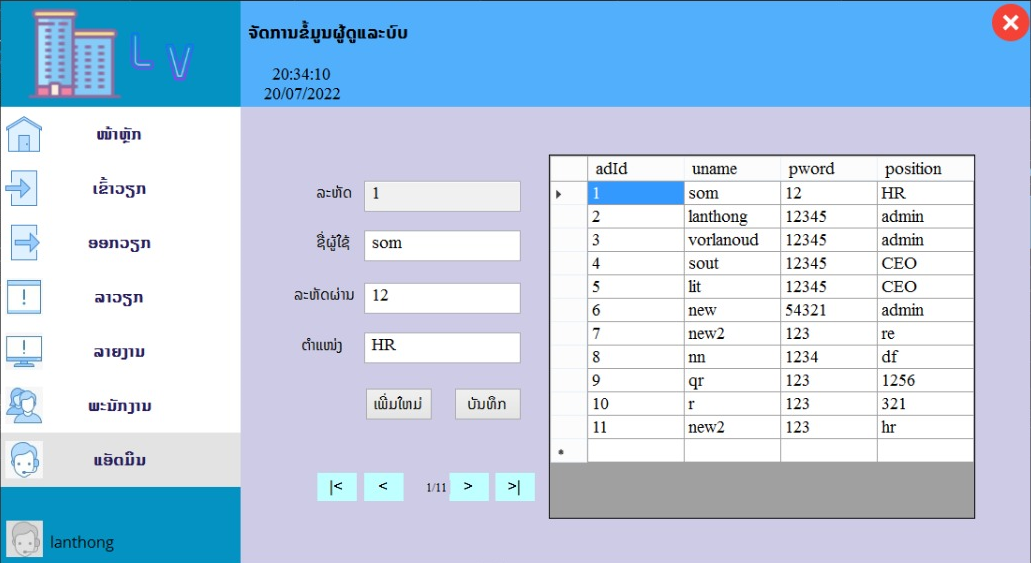 L V
ຈັດການຂໍ້ມູນຜູ້ດູແລະບົບ
20:34:10
20/07/2022
ໜ້າຫຼັກ
ເຂົ້າວຽກ
ອອກວຽກ
ລາວຽກ
ລາຍງານ
ພະນັກງານ
ແອັດມິນ
lanthong
ລະຫັດ 1
ຊື່ຜູ້ໃຊ້ som
ລະຫັດຜ່ານ 12
ຕຳແໜ່ງ HR
ເພີ່ມໃຫມ່ ບັນທຶກ
|< < 1/11 > >|
adId uname pword position
1 som 12 HR
2 lanthong 12345 admin
3 vorlanoud 12345 admin
4 sout 12345 CEO
5 lit 12345 CEO
6 new 54321 admin
7 new2 123 re
8 nn 1234 df
9 qr 123 1256
10 r 123 321
11 new2 123 hr